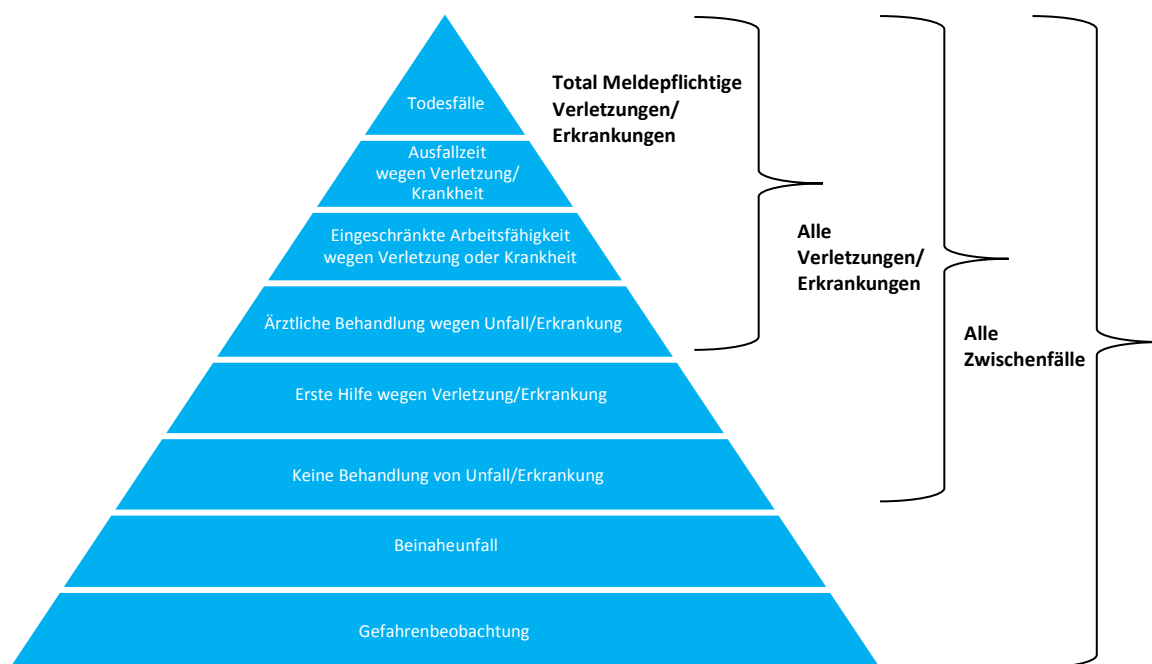 Todesfälle
Ausfallzeit
wegen Verletzung/
Krankheit
Eingeschränkte Arbeitsfähigkeit
wegen Verletzung oder Krankheit
Ärztliche Behandlung wegen Unfall/Erkrankung
Erste Hilfe wegen Verletzung/Erkrankung
Keine Behandlung von Unfall/Erkrankung
Beinaheunfall
Gefahrenbeobachtung
Total Meldepflichtige
Verletzungen/
Erkrankungen
Alle
Verletzungen/
Erkrankungen
Alle
Zwischenfälle